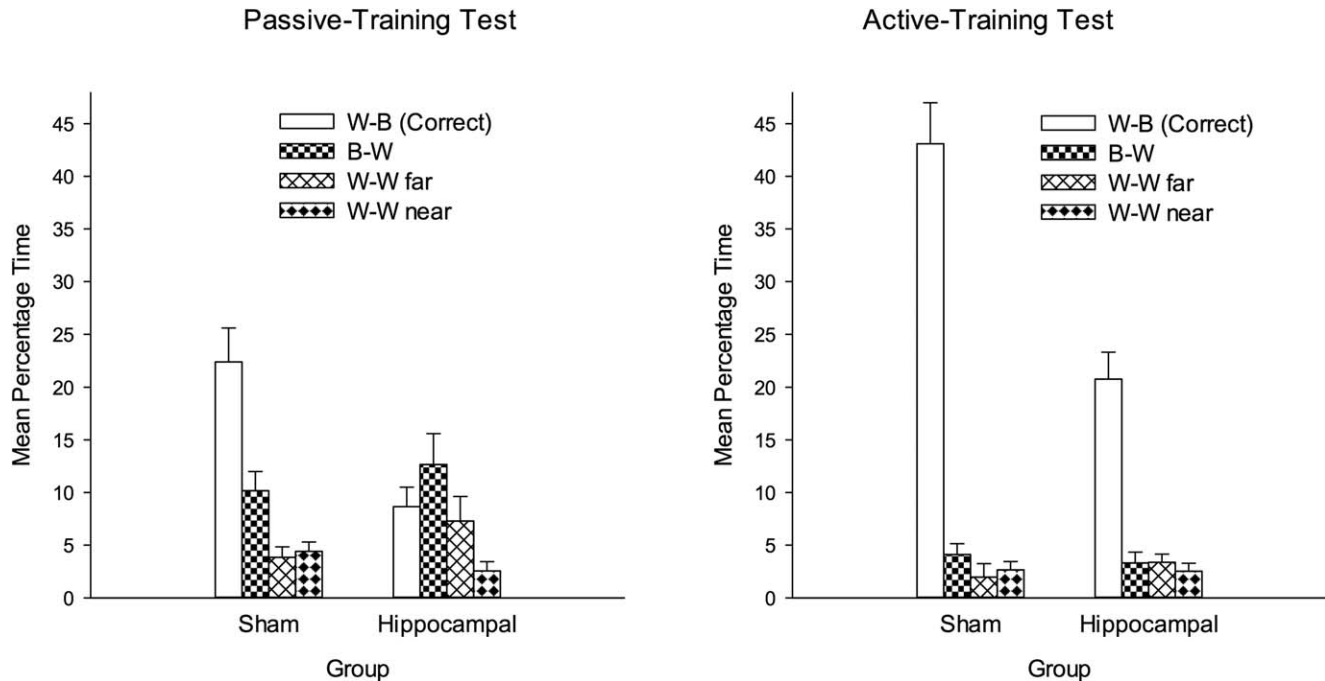 Passive-Training Test
Mean Percentage Time
45
40
35
30
25
20
15
10
5
0
W-B (Correct)
B-W
W-W far
W-W near
Sham
Hippocampal
Group
Active-Training Test
Mean Percentage Time
45
40
35
30
25
20
15
10
5
0
W-B (Correct)
B-W
W-W far
W-W near
Sham
Hippocampal
Group